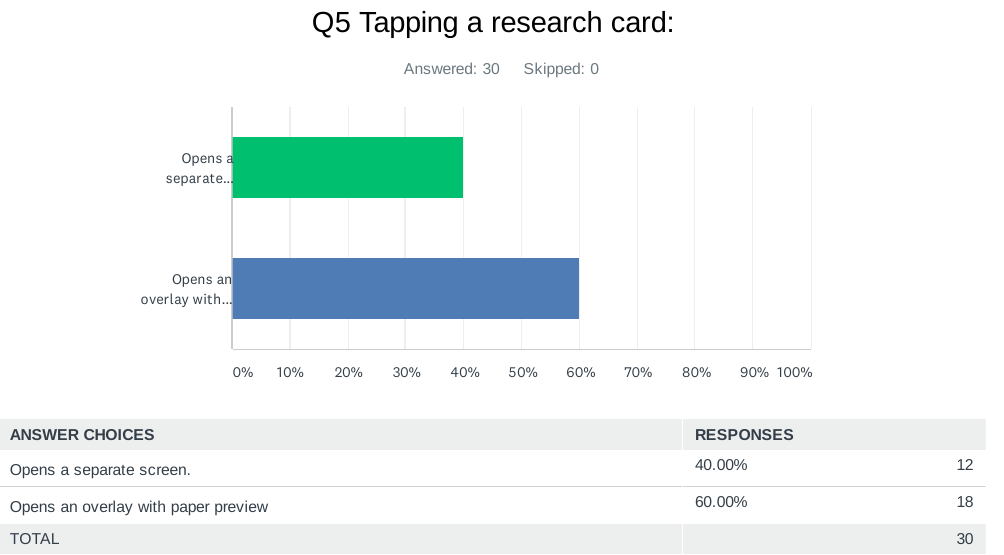 Q5 Tapping a research card:
Answered: 30 Skipped: 0
Opens a
separate...
Opens an
overlay with...
0% 10% 20% 30% 40% 50% 60% 70% 80% 90% 100%
ANSWER CHOICES RESPONSES
Opens a separate screen. 40.00% 12
Opens an overlay with paper preview 60.00% 18
TOTAL 30